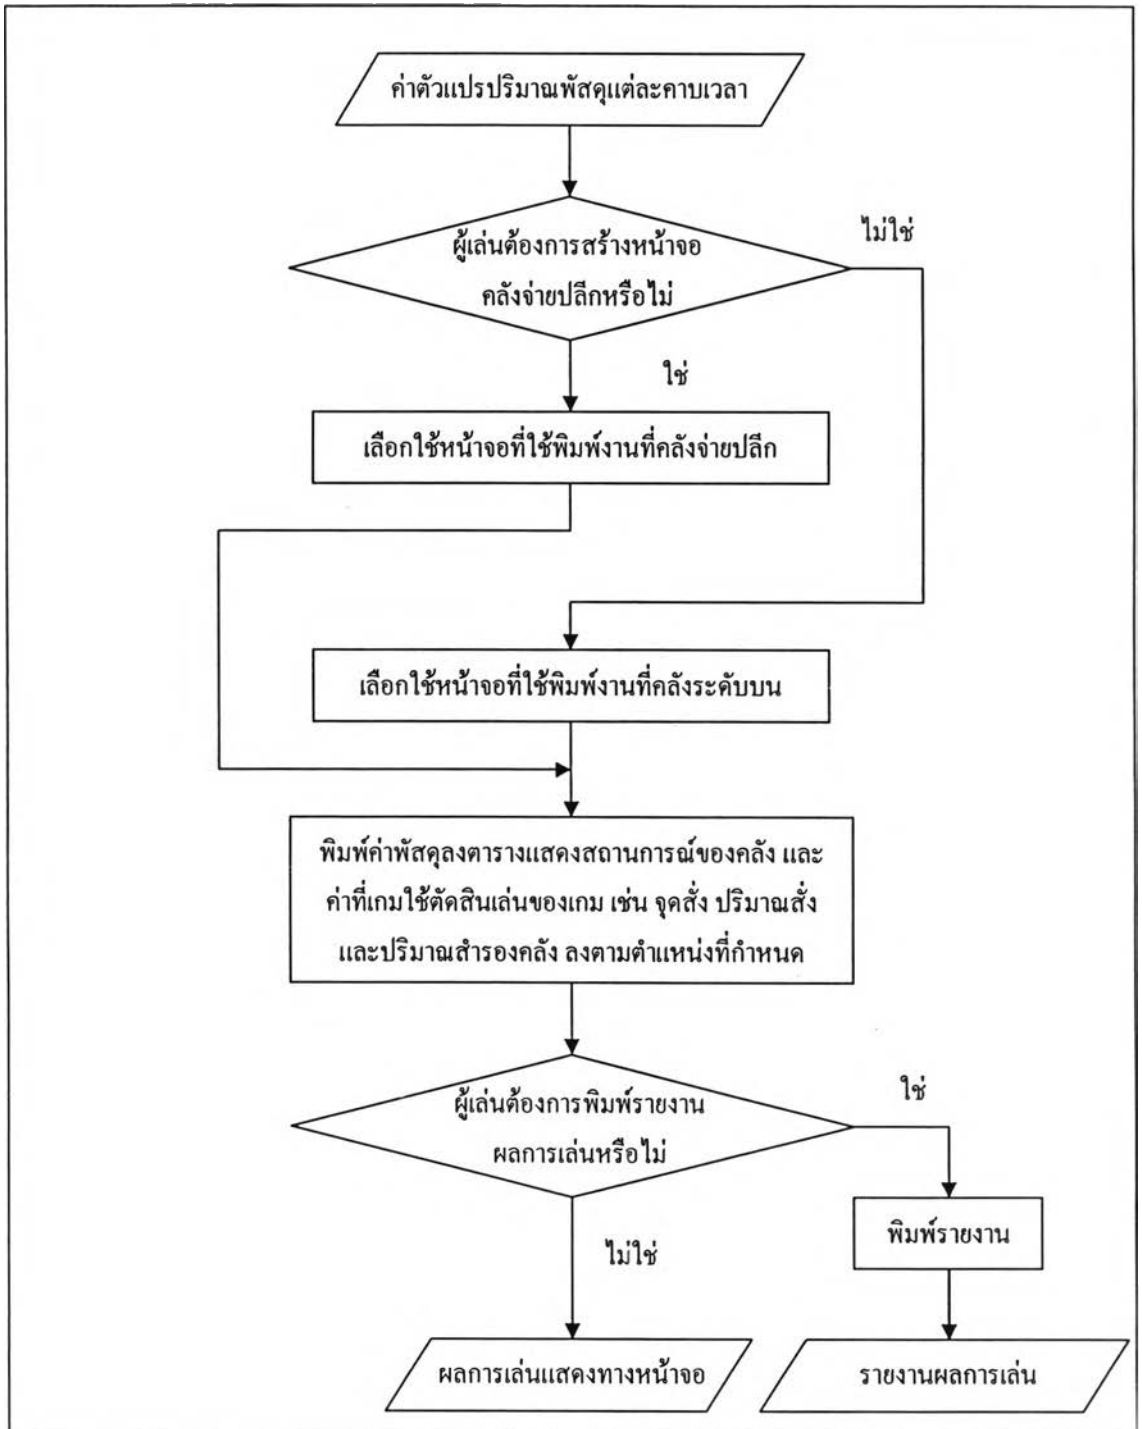 ค่าตัวแปรปริมาณพัสดุแต่ละคาบเวลา
ผู้เล่นต้องการสร้างหน้าจอ
คลังจ่ายปลีกหรือไม่
ไม่ใช่
ใช่
เลือกใช้หน้าจอที่ใช้พิมพ์งานที่คลังจ่ายปลีก
เลือกใช้หน้าจอที่ใช้พิมพ์งานที่คลังระดับบน
พิมพ์ค่าพัสดุลงตารางแสดงสถานการณ์ของคลัง และ
ค่าที่เกมใช้ตัดสินเล่นของเกม เช่น จุดสั่ง ปริมาณสั่ง
และปริมาณสำรองคลัง ลงตามตำแหน่งที่กำหนด
ผู้เล่นต้องการพิมพ์รายงาน
ผลการเล่นหรือไม่
ใช่
พิมพ์รายงาน
ไม่ใช่
ผลการเล่นแสดงทางหน้าจอ
รายงานผลการเล่น